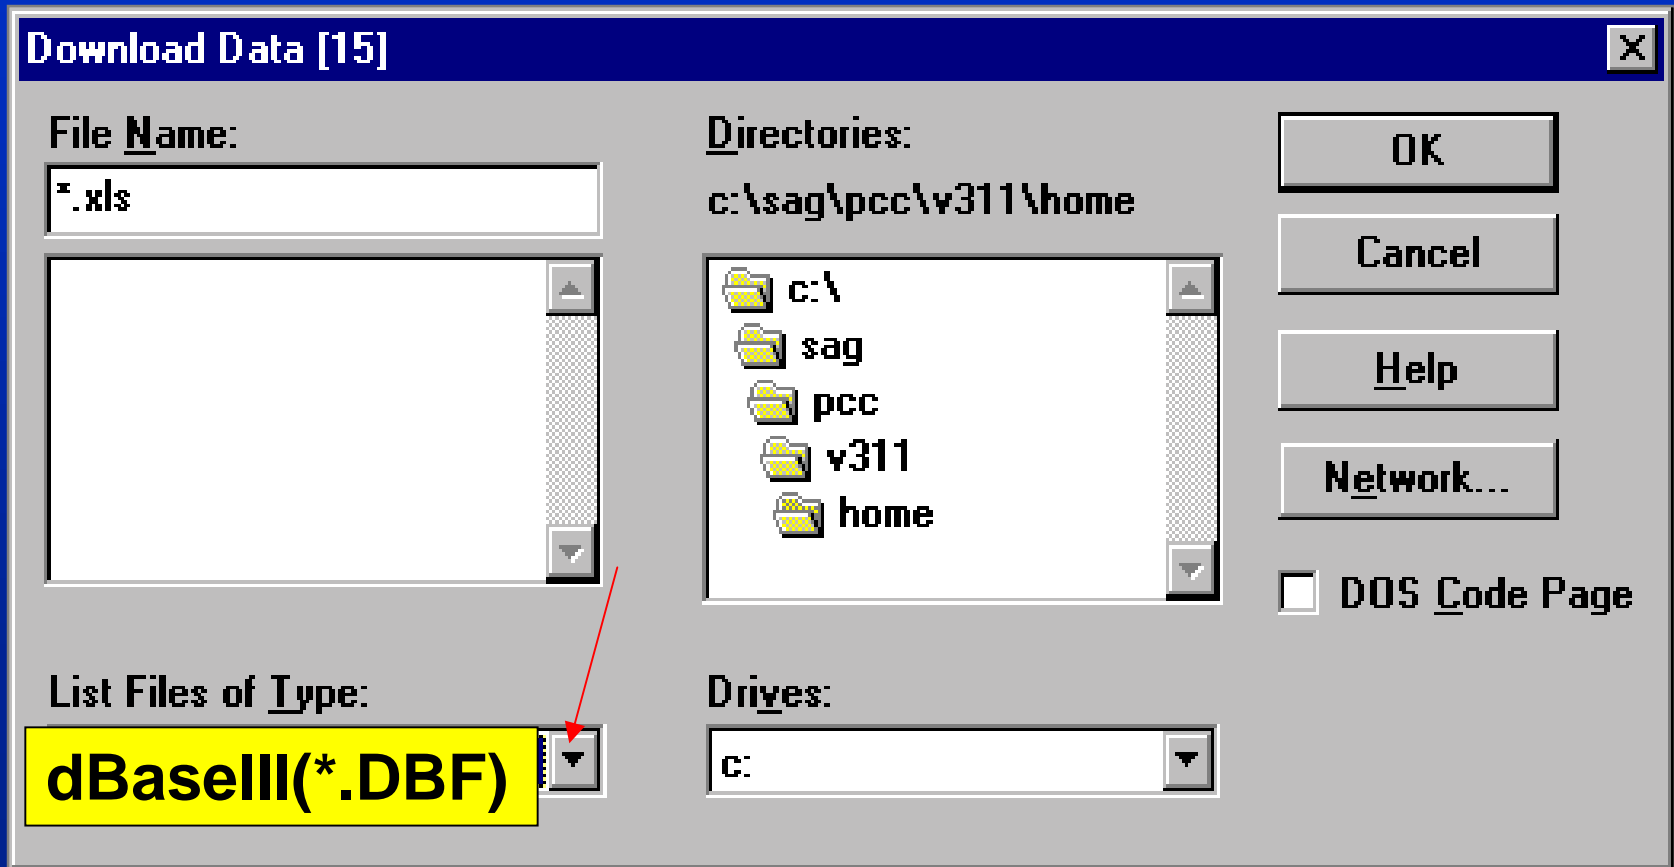 Download Data [15]
File Name:
*.xls
Directories:
c:\sag\pcc\v311\home
c:\
sag
pcc
v311
home
OK
Cancel
Help
Network...
DOS Code Page
List Files of Type:
dBaseIII(*.DBF)
Drives:
c: